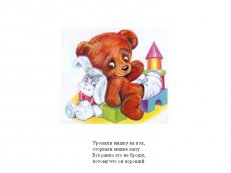 Уронили мишку на пол,
оторвали мишке лапу.
Все равно его не брошу,
потому что он хороший.